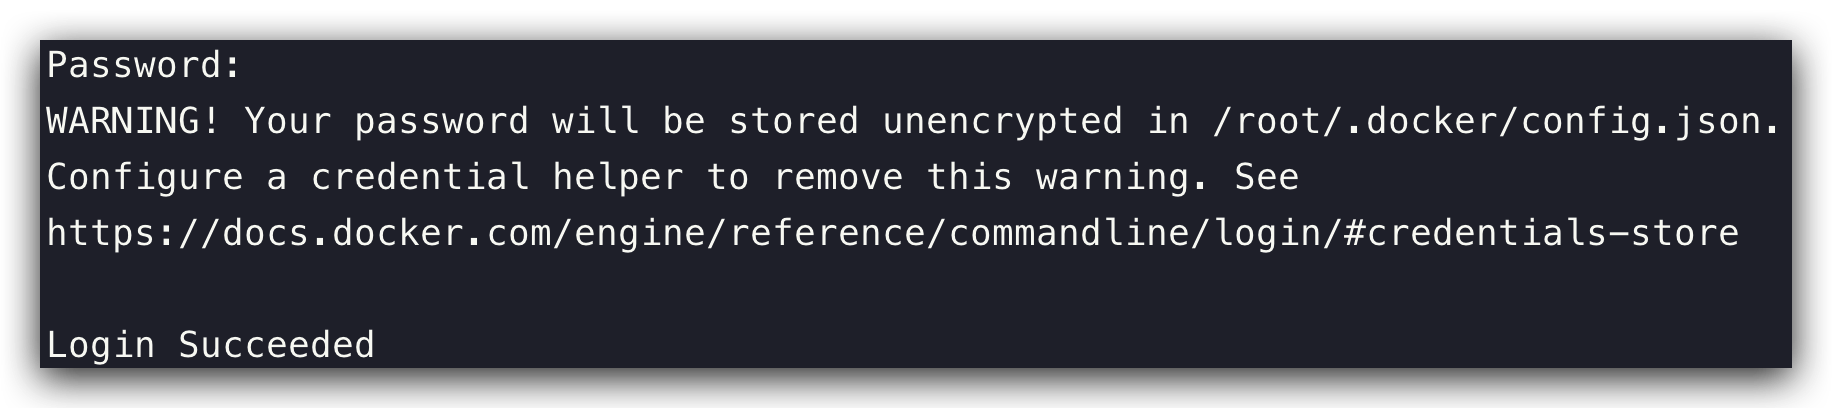 Password:
WARNING! Your password will be stored unencrypted in /root/.docker/config.json.
Configure a credential helper to remove this warning. See
https://docs.docker.com/engine/reference/commandline/login/#credentials-store
Login Succeeded